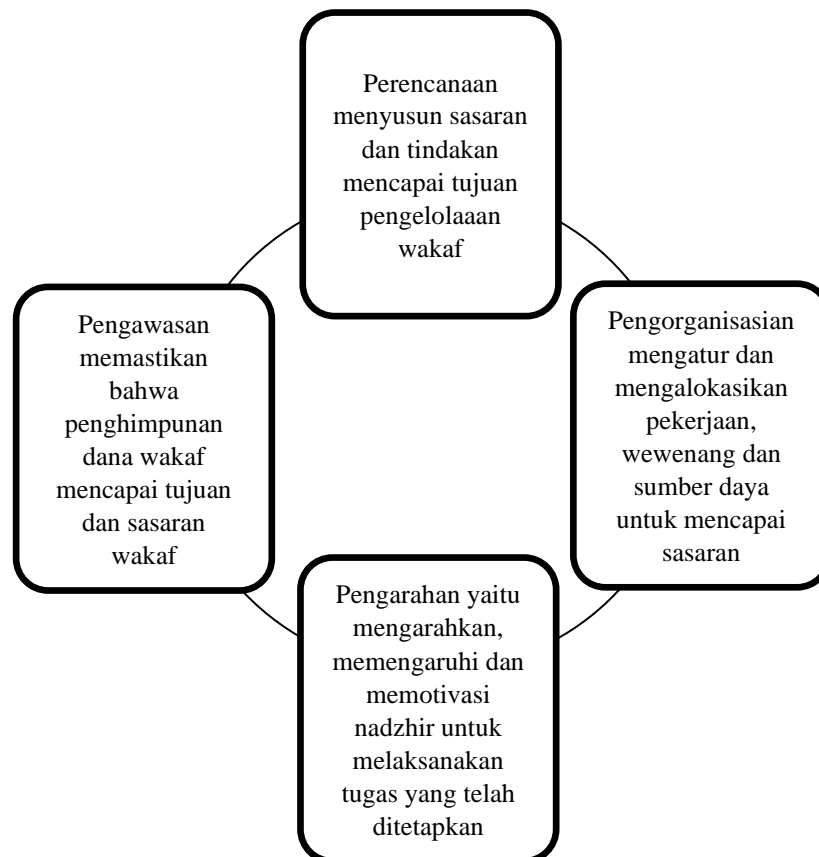 Perencanaan
menyusun sasaran
dan tindakan
mencapai tujuan
pengelolaaan
wakaf
Pengorganisasian
mengatur dan
mengalokasikan
pekerjaan,
wewenang dan
sumber daya
untuk mencapai
sasaran
Pengarahan yaitu
mengarahkan,
memengaruhi dan
memotivasi
nadzhir untuk
melaksanakan
tugas yang telah
ditetapkan
Pengawasan
memastikan
bahwa
penghimpunan
dana wakaf
mencapai tujuan
dan sasaran
wakaf